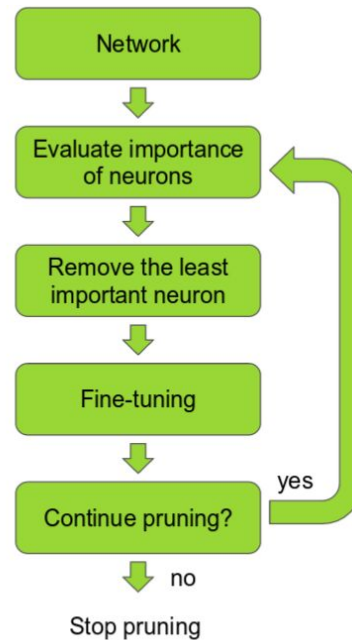 Network
Evaluate importance
of neurons
Remove the least
important neuron
Fine-tuning
Continue pruning?
yes
no
Stop pruning